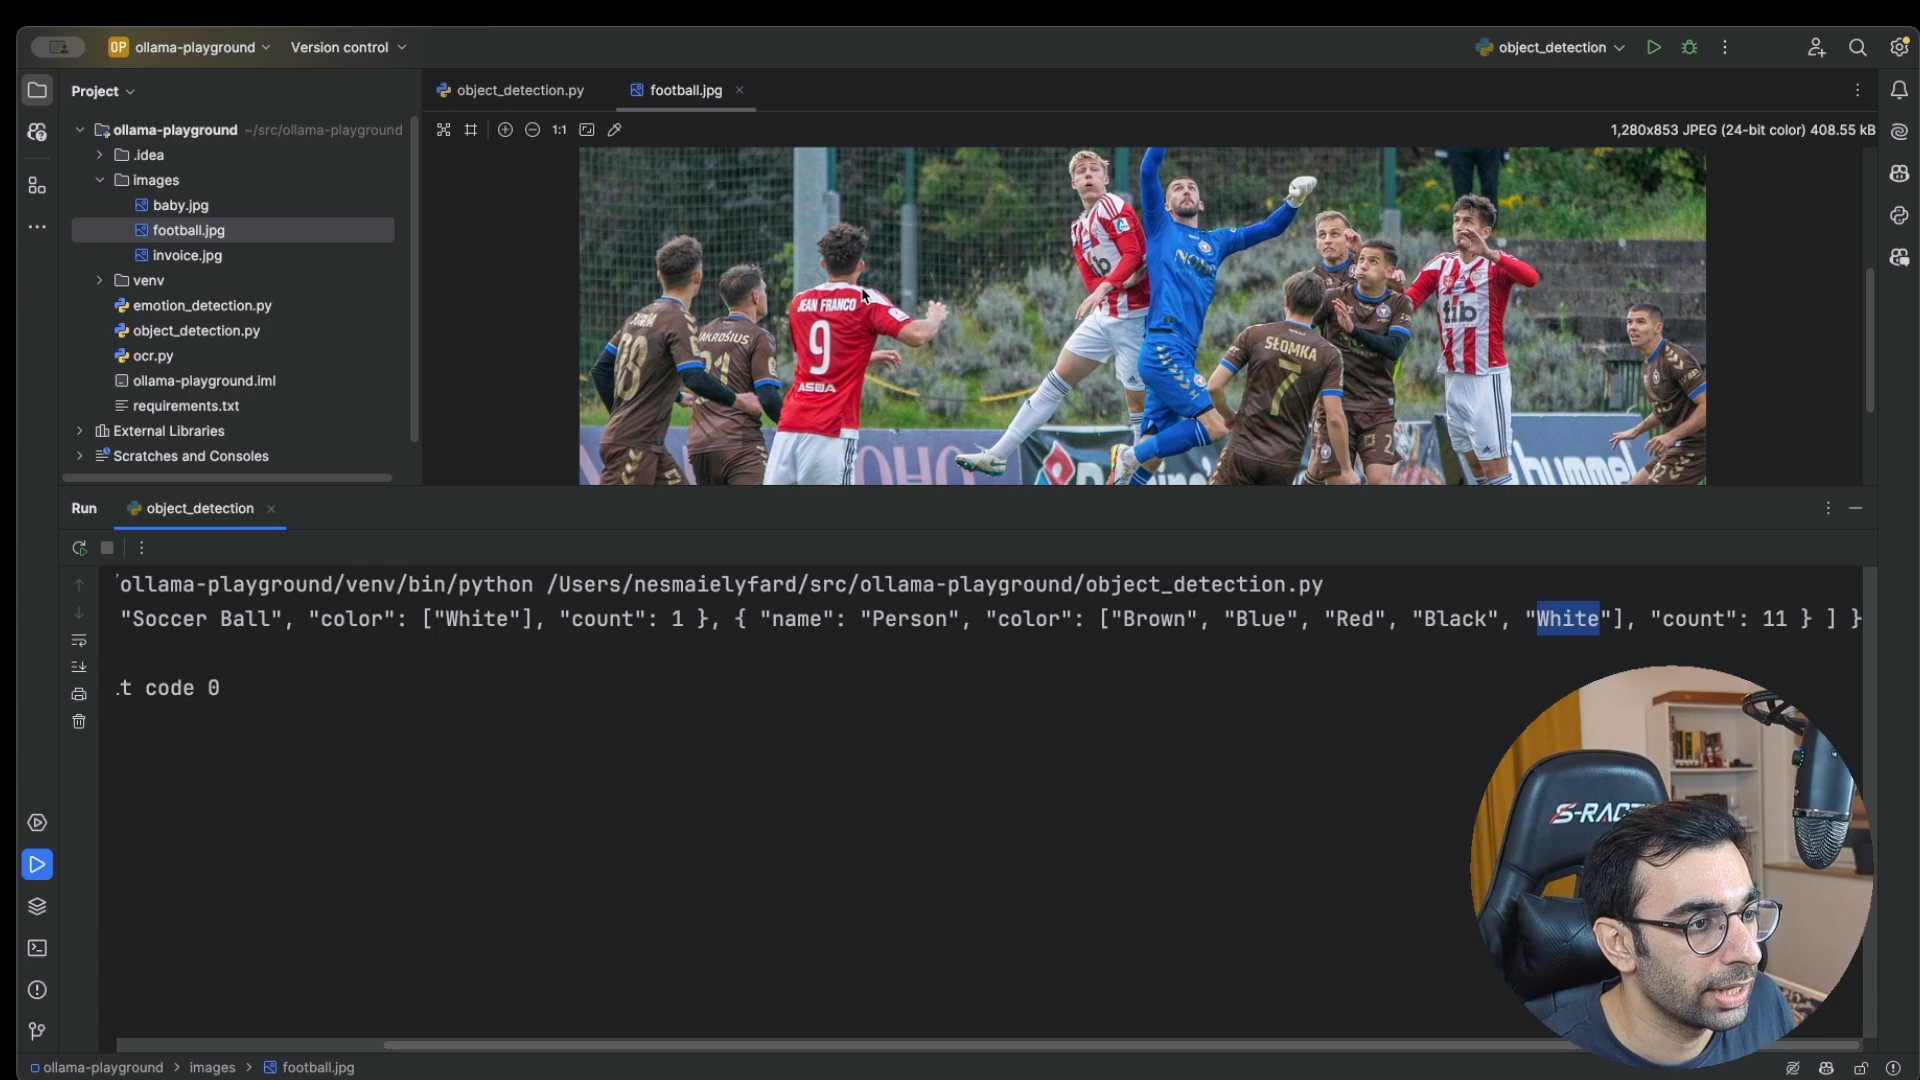 OP ollama-playground Version control object_detection
Project object_detection.py football.jpg
1:1 1,280x853 JPEG (24-bit color) 408.55 kB
ollama-playground ~/src/ollama-playground
.idea
images
baby.jpg
football.jpg
invoice.jpg
venv
emotion_detection.py
object_detection.py
ocr.py
ollama-playground.iml
requirements.txt
External Libraries
Scratches and Consoles
JEAN FRANCO
9
ASUA
SŁOMKA
7
fib
hummel
Run object_detection
ollama-playground/venv/bin/python /Users/nesmaielyfard/src/ollama-playground/object_detection.py
"Soccer Ball", "color": ["White"], "count": 1 }, { "name": "Person", "color": ["Brown", "Blue", "Red", "Black", "White"], "count": 11 } ] }
.t code 0
ollama-playground > images > football.jpg